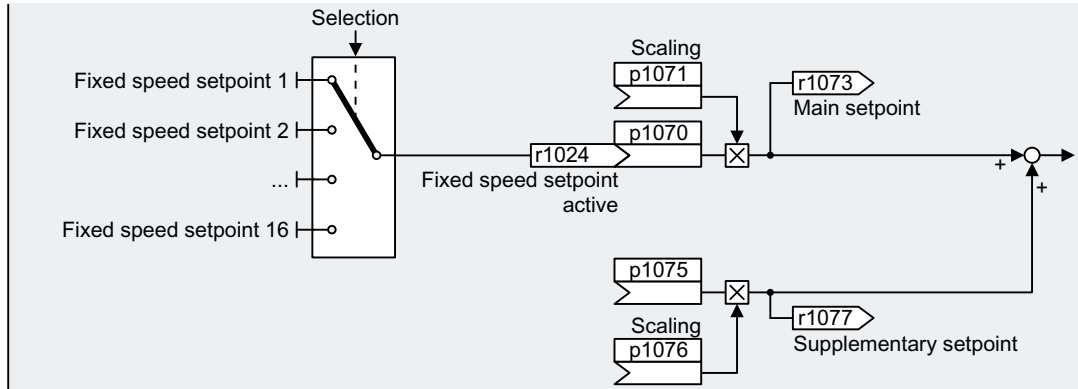 Selection
Fixed speed setpoint 1
Fixed speed setpoint 2
...
Fixed speed setpoint 16
r1024
Fixed speed setpoint
active
Scaling
p1071
p1070
r1073
Main setpoint
+
+
p1075
Scaling
p1076
r1077
Supplementary setpoint